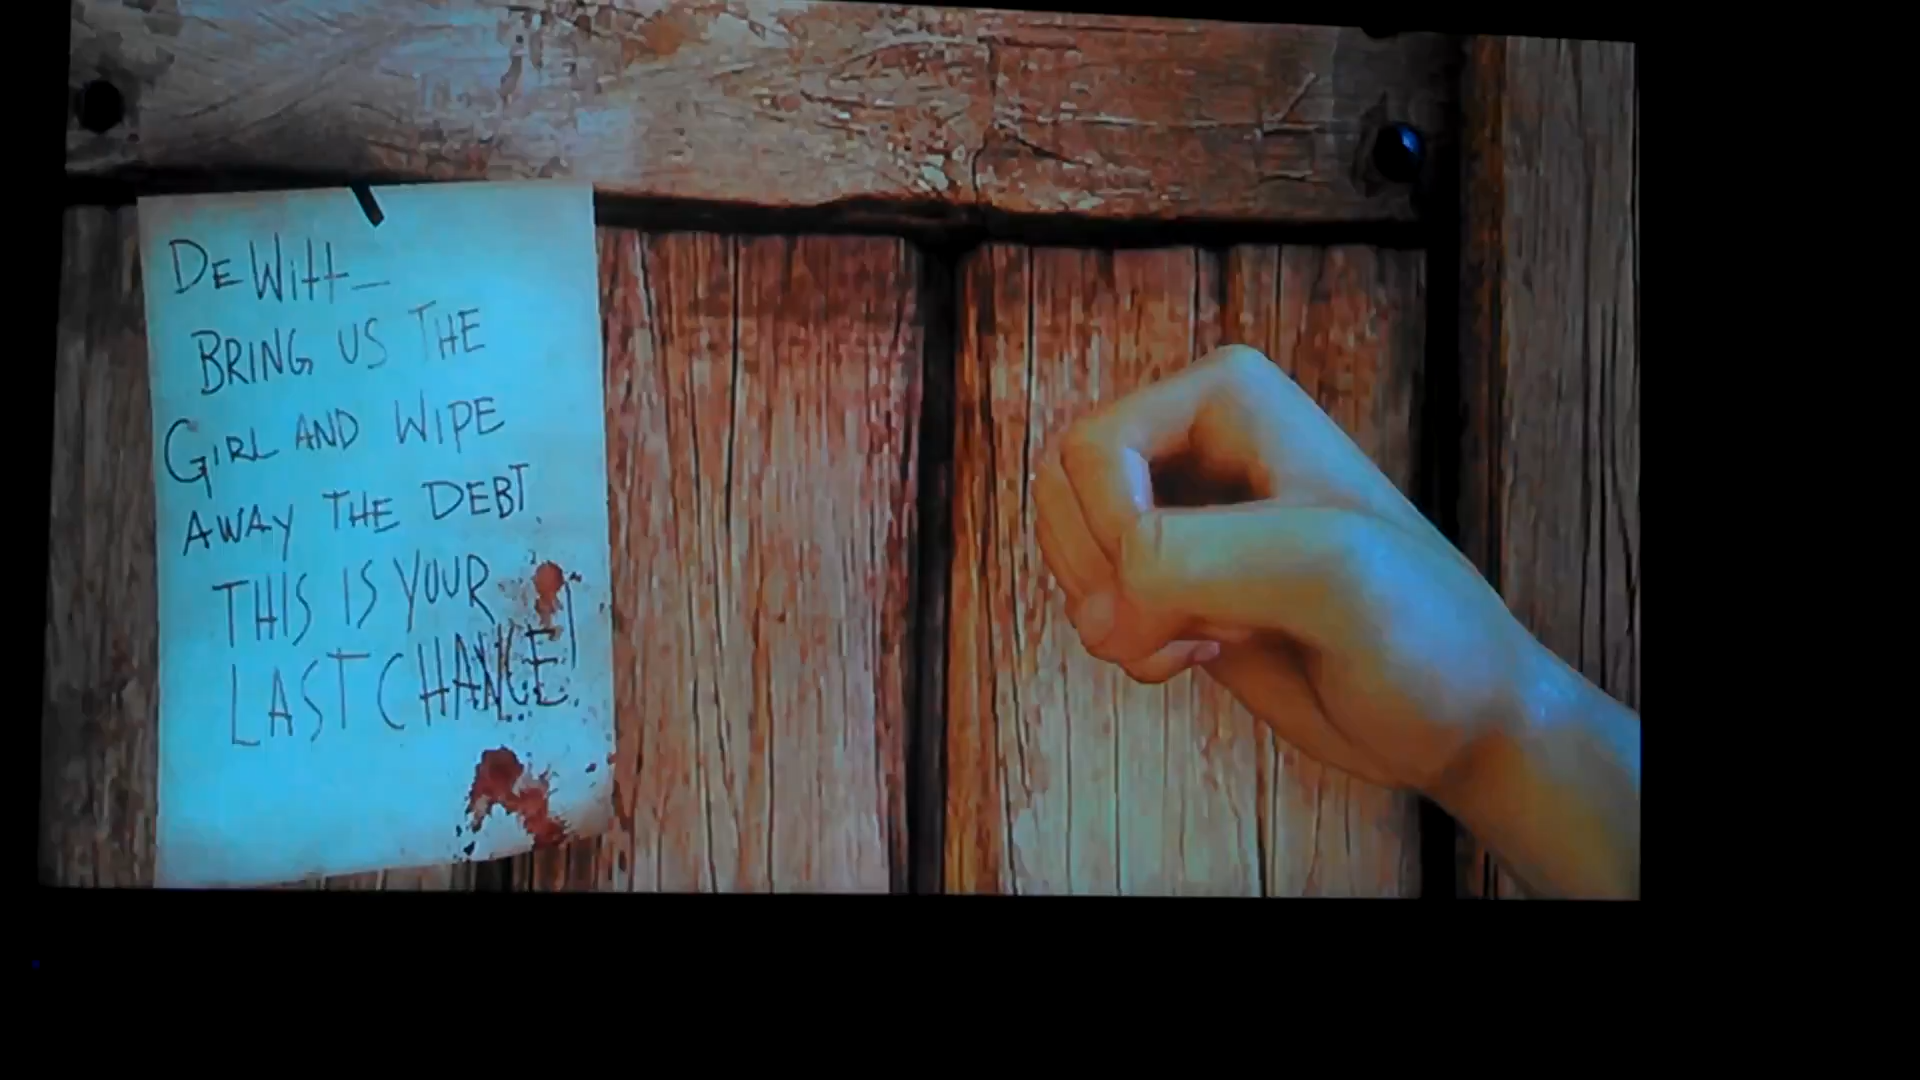 DeWitt—
BRING US THE
GIRL AND WIPE
AWAY THE DEBT.
THIS IS YOUR
LAST CHANCE!